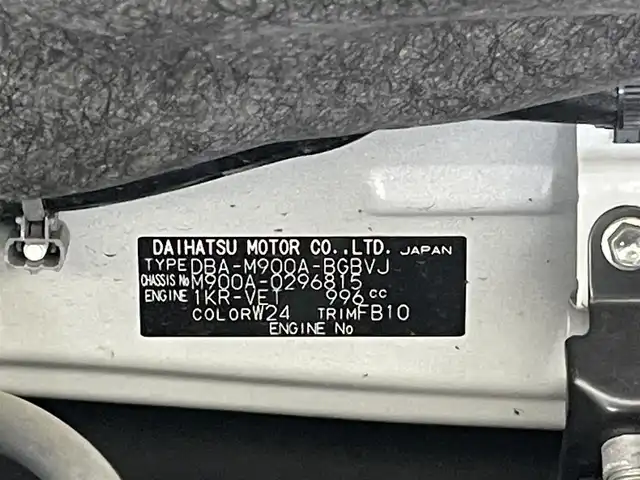 DAIHATSU MOTOR CO.,LTD. JAPAN
TYPE DBA-M900A-BGBVJ
CHASSIS No M900A-0296815
ENGINE 1KR-VET 996 cc
COLOR W24 TRIM FB10
ENGINE No